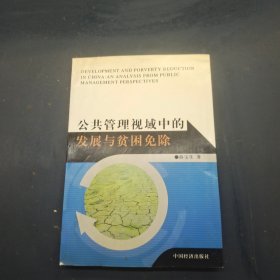 DEVELOPMENT AND POVERTY REDUCTION
IN CHINA: AN ANALYSIS FROM PUBLIC
MANAGEMENT PERSPECTIVES
公共管理视域中的
发展与贫困免除
著
中国经济出版社